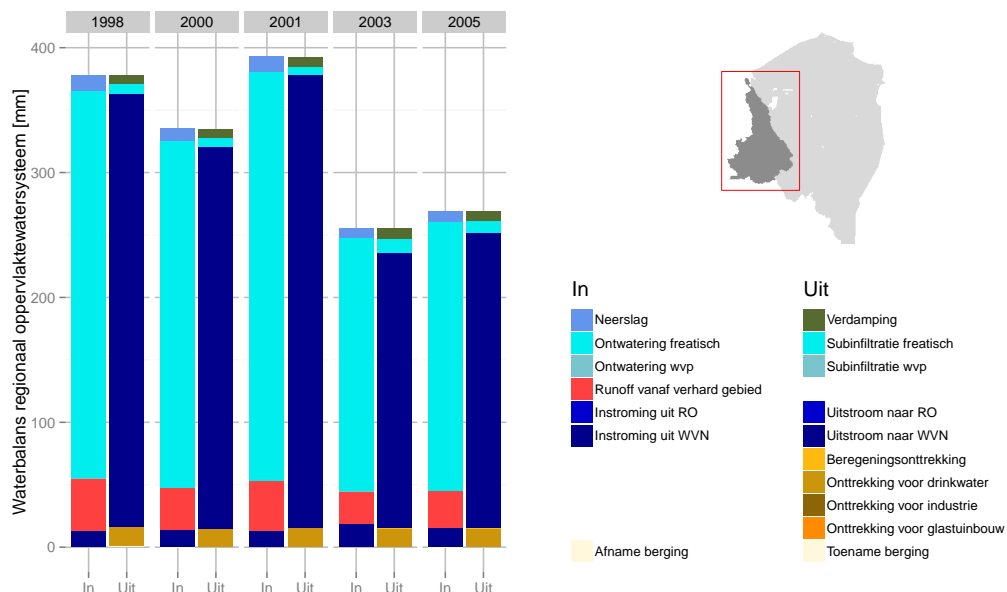 1998 2000 2001 2003 2005
Waterbalans regionaal oppervlaktewatersysteem [mm]
400
300
200
100
0
In Uit In Uit In Uit In Uit In Uit
In
Neerslag
Ontwatering freatisch
Ontwatering wvp
Runoff vanaf verhard gebied
Instroming uit RO
Instroming uit WVN
Afname berging
Uit
Verdamping
Subinfiltratie freatisch
Subinfiltratie wvp
Uitstroom naar RO
Uitstroom naar WVN
Beregeningsonttrekking
Onttrekking voor drinkwater
Onttrekking voor industrie
Onttrekking voor glastuinbouw
Toename berging